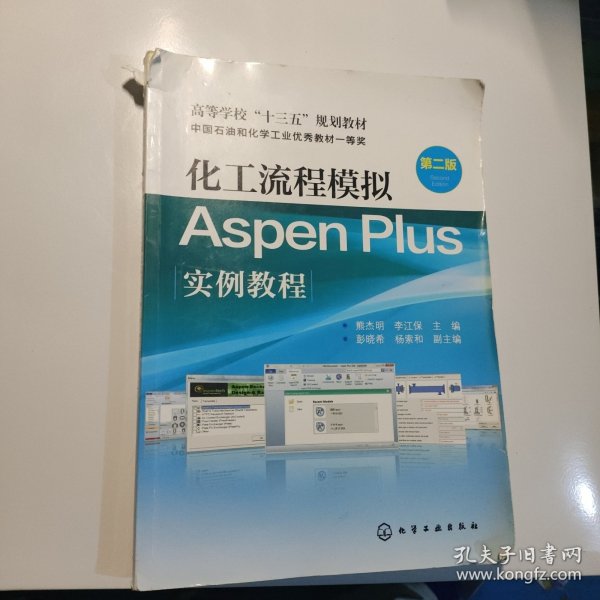 高等学校“十三五”规划教材
中国石油和化学工业优秀教材一等奖
化工流程模拟
第二版
Second
Edition
Aspen Plus
实例教程
熊杰明 李江保 主编
彭晓希 杨索和 副主编
化学工业出版社
孔夫子旧书网
www.kongfz.com